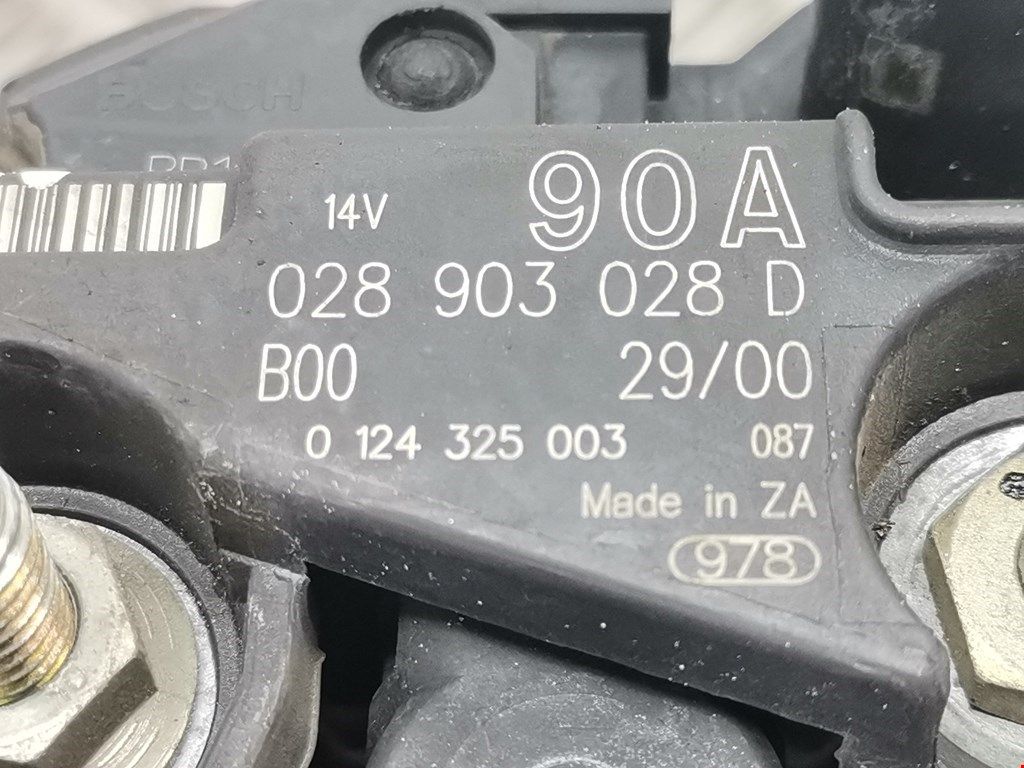 BOSCH
14V 90A
028 903 028 D
B00 29/00
0 124 325 003 087
Made in ZA
978